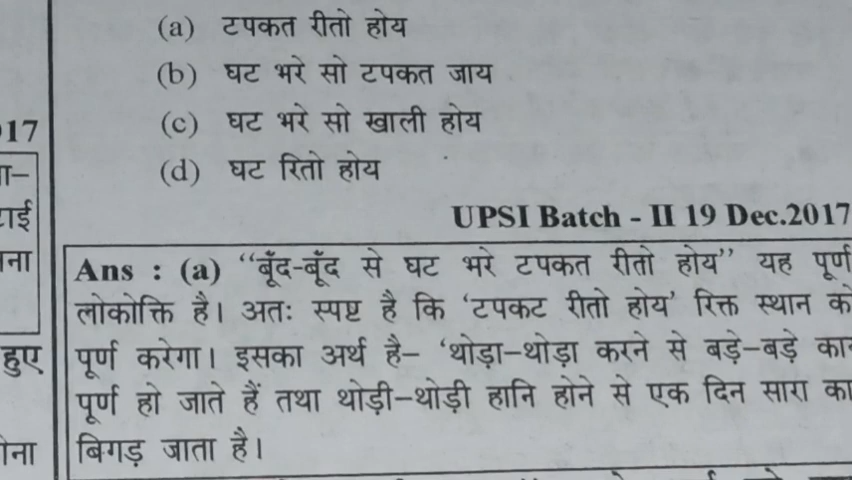 (a) टपकत रीतो होय
(b) घट भरे सो टपकत जाय
(c) घट भरे सो खाली होय
17
(d) घट रितो होय
UPSI Batch - II 19 Dec.2017
Ans : (a) “बूँद-बूँद से घट भरे टपकत रीतो होय” यह पूर्ण
लोकोक्ति है। अतः स्पष्ट है कि ‘टपकट रीतो होय’ रिक्त स्थान को
हुए
पूर्ण करेगा। इसका अर्थ है– ‘थोड़ा–थोड़ा करने से बड़े–बड़े
पूर्ण हो जाते हैं तथा थोड़ी–थोड़ी हानि होने से एक दिन सारा
बिगड़ जाता है।